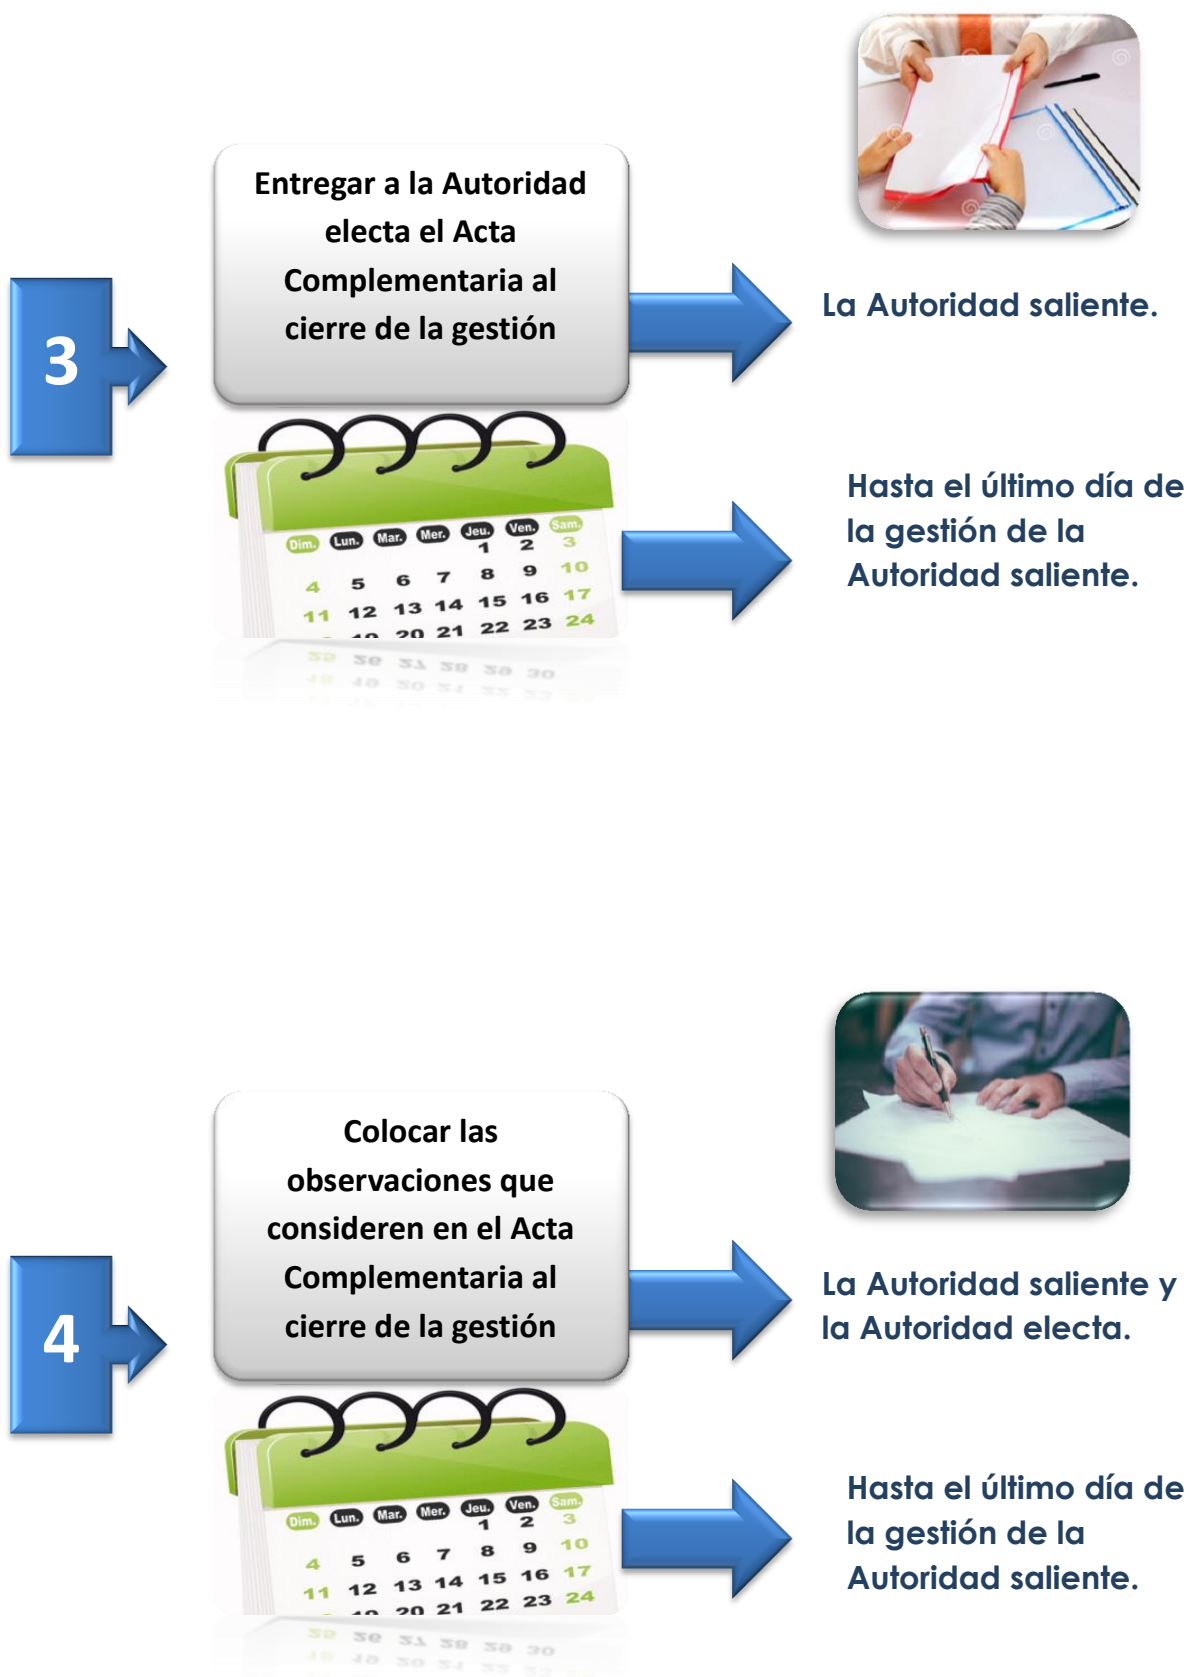 Entregar a la Autoridad
electa el Acta
Complementaria al
cierre de la gestión
3
La Autoridad saliente.
Hasta el último día de
la gestión de la
Autoridad saliente.
Dim. Lun. Mar. Mer. Jeu. Ven. Sam.
1 2 3
4 5 6 7 8 9 10
11 12 13 14 15 16 17
20 21 22 23 24
Colocar las
observaciones que
consideren en el Acta
Complementaria al
cierre de la gestión
4
La Autoridad saliente y
la Autoridad electa.
Hasta el último día de
la gestión de la
Autoridad saliente.
Dim. Lun. Mar. Mer. Jeu. Ven. Sam.
1 2 3
4 5 6 7 8 9 10
11 12 13 14 15 16 17
20 21 22 23 24